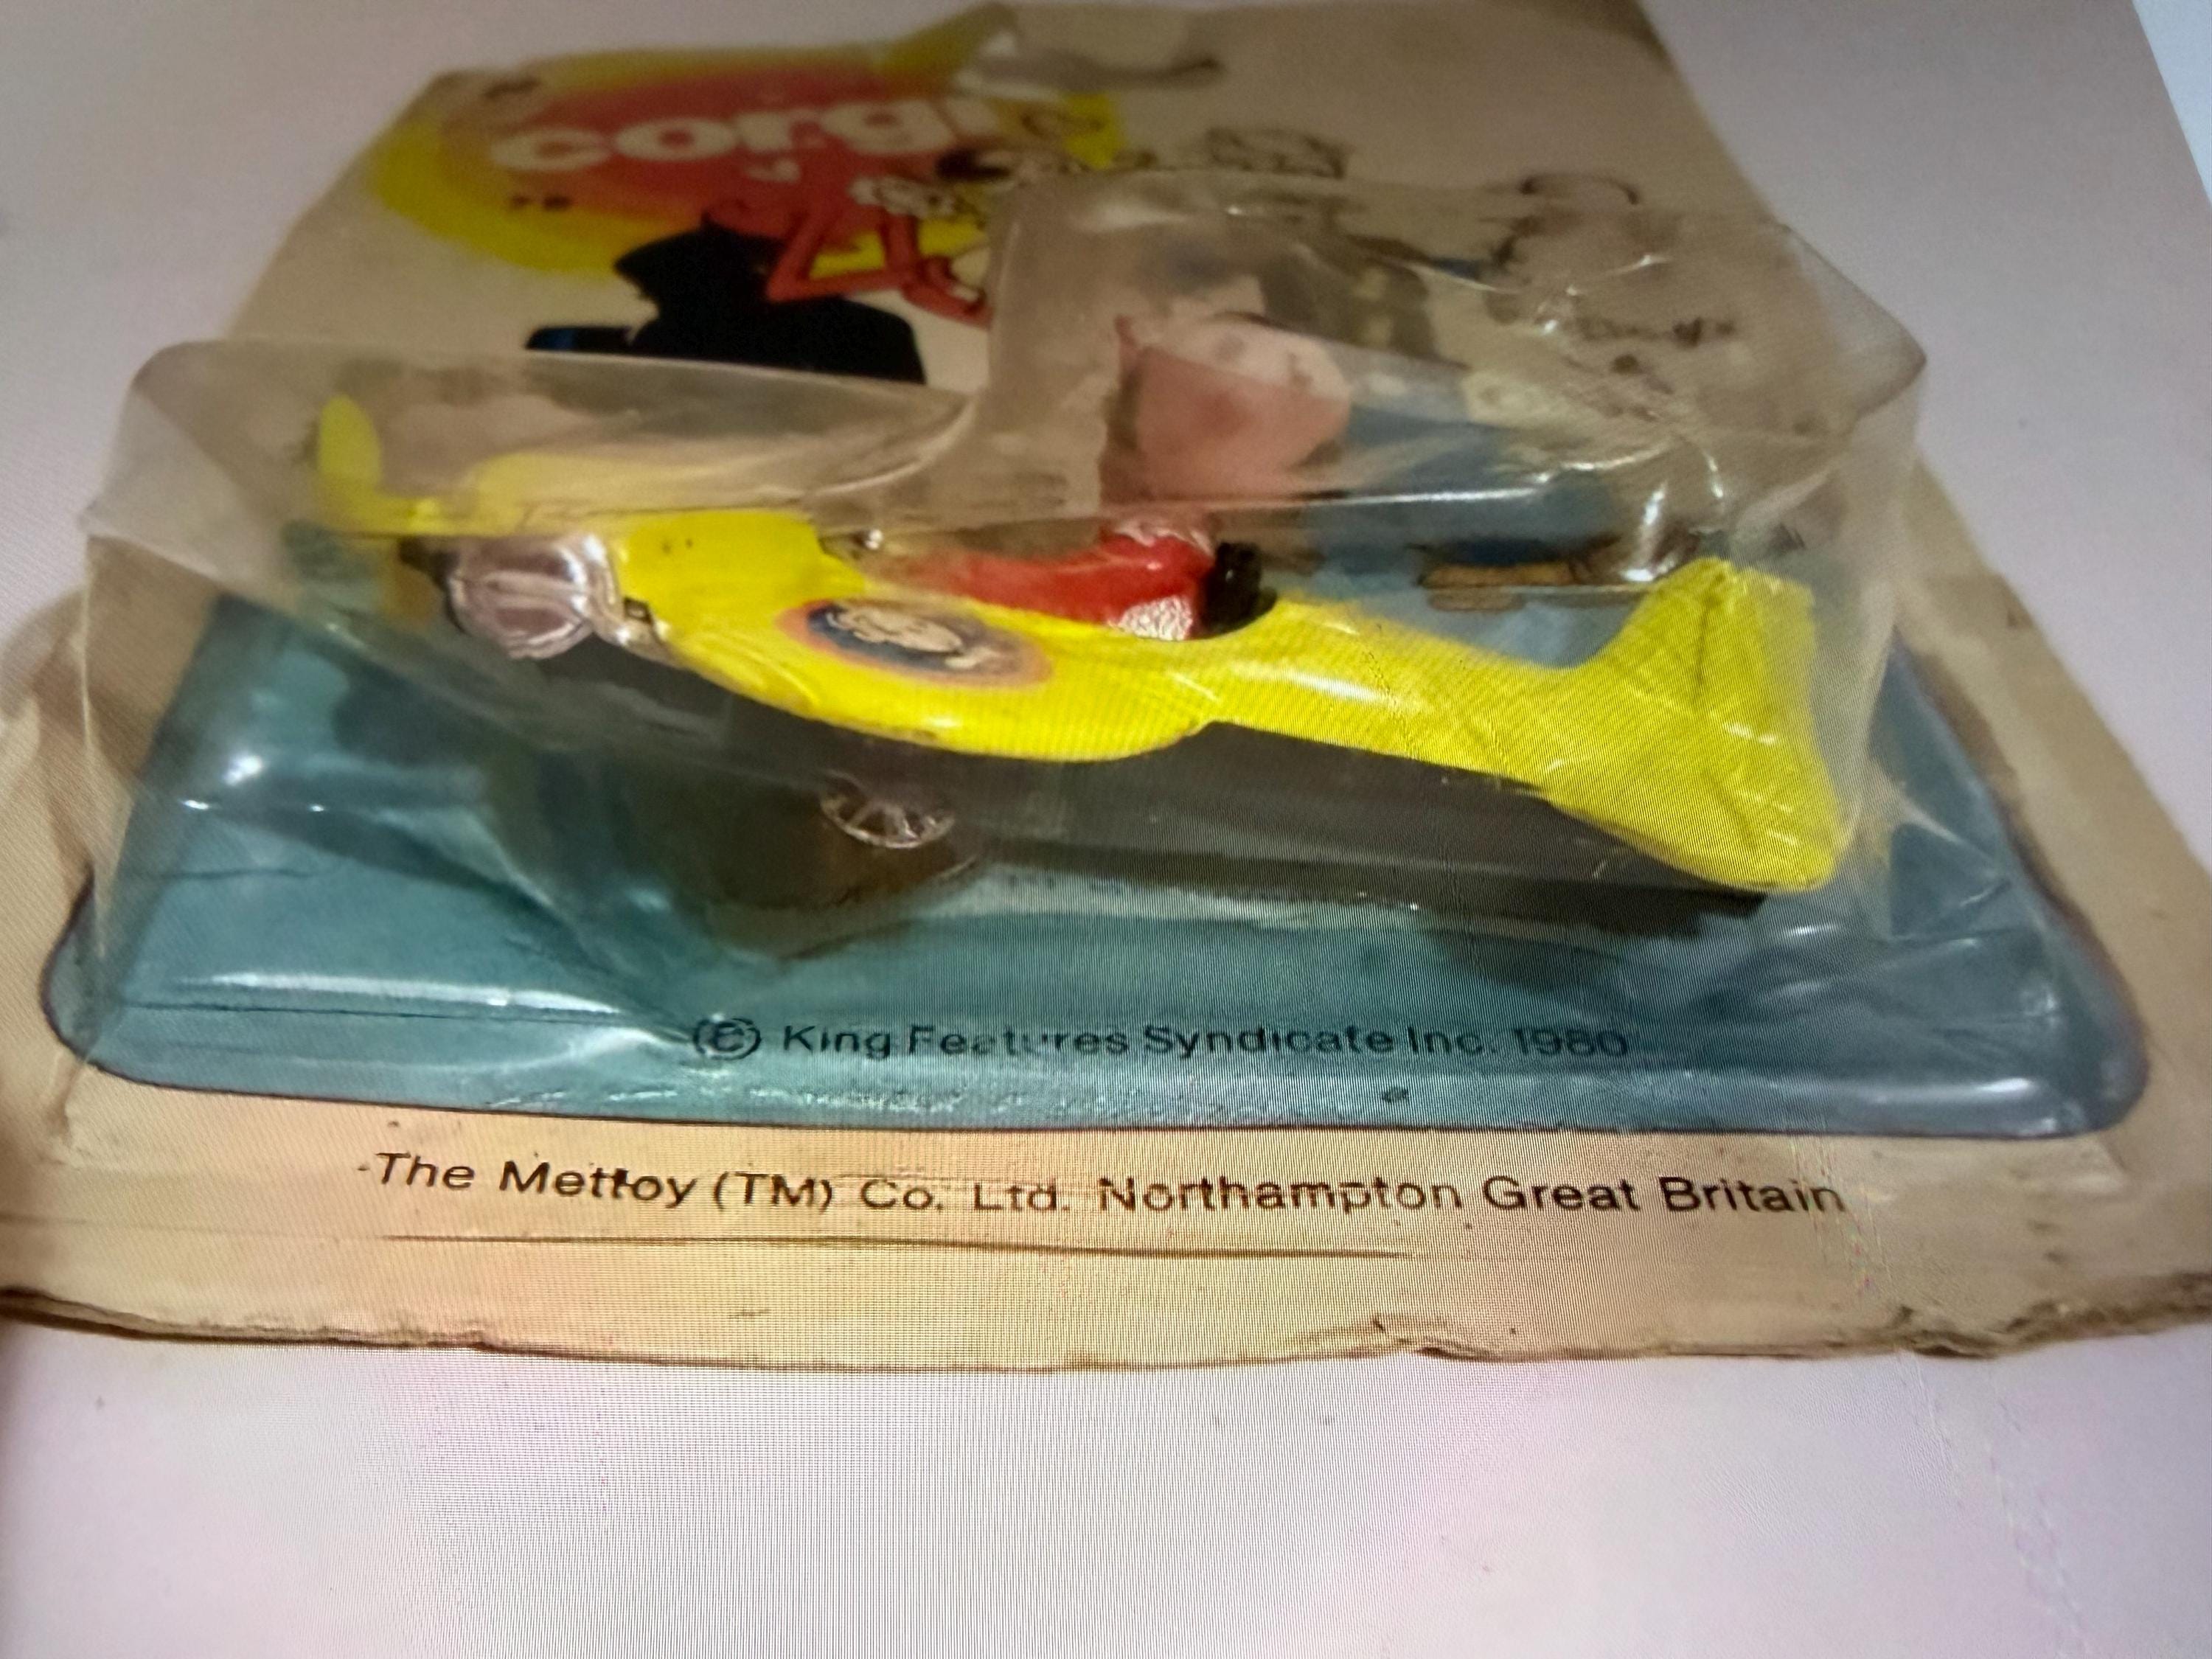 corgi
© King Features Syndicate Inc. 1980
The Mettoy (TM) Co. Ltd. Northampton Great Britain